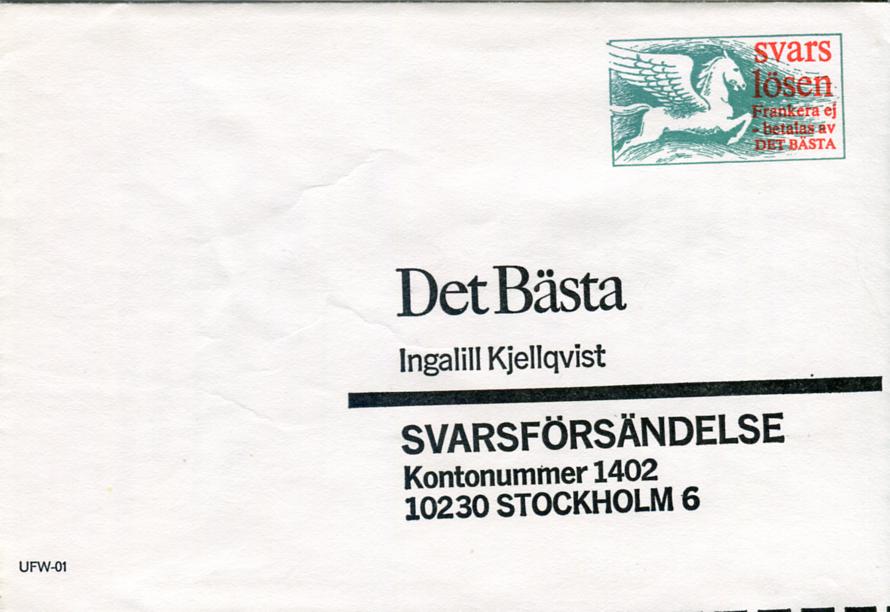 svars
lösen
Frankera ej
- betalas av
DET BÄSTA
Det Bästa
Ingalill Kjellqvist
SVARSFÖRSÄNDELSE
Kontonummer 1402
10230 STOCKHOLM 6
UFW-01